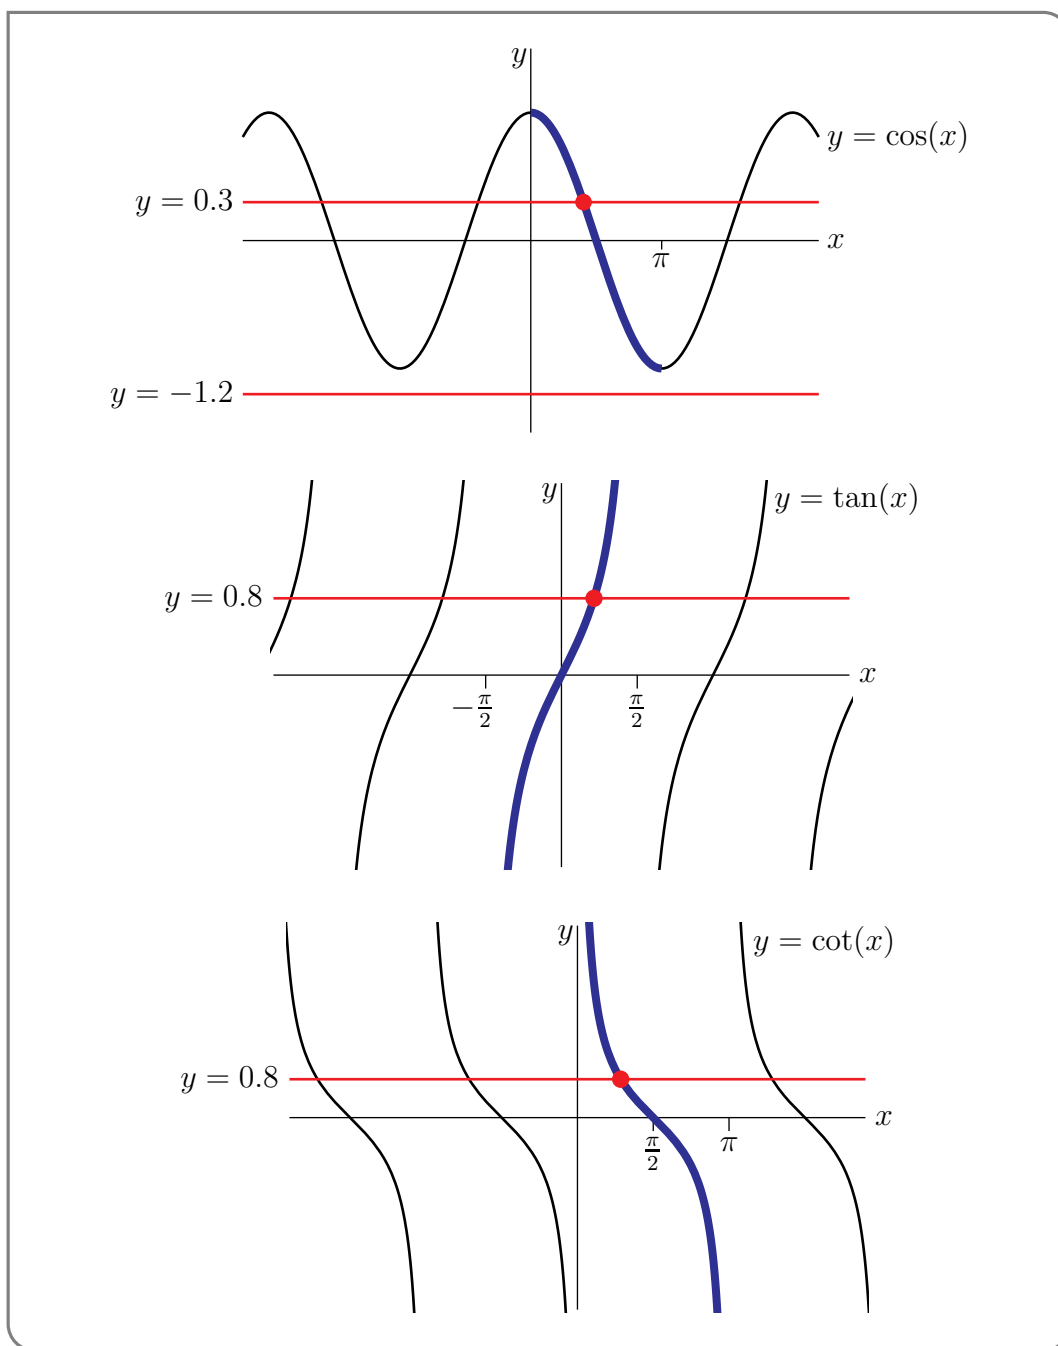 y
y = cos(x)
y = 0.3
x
π
y = −1.2
y
y = tan(x)
y = 0.8
x
−π/2
π/2
y
y = cot(x)
y = 0.8
x
π/2
π